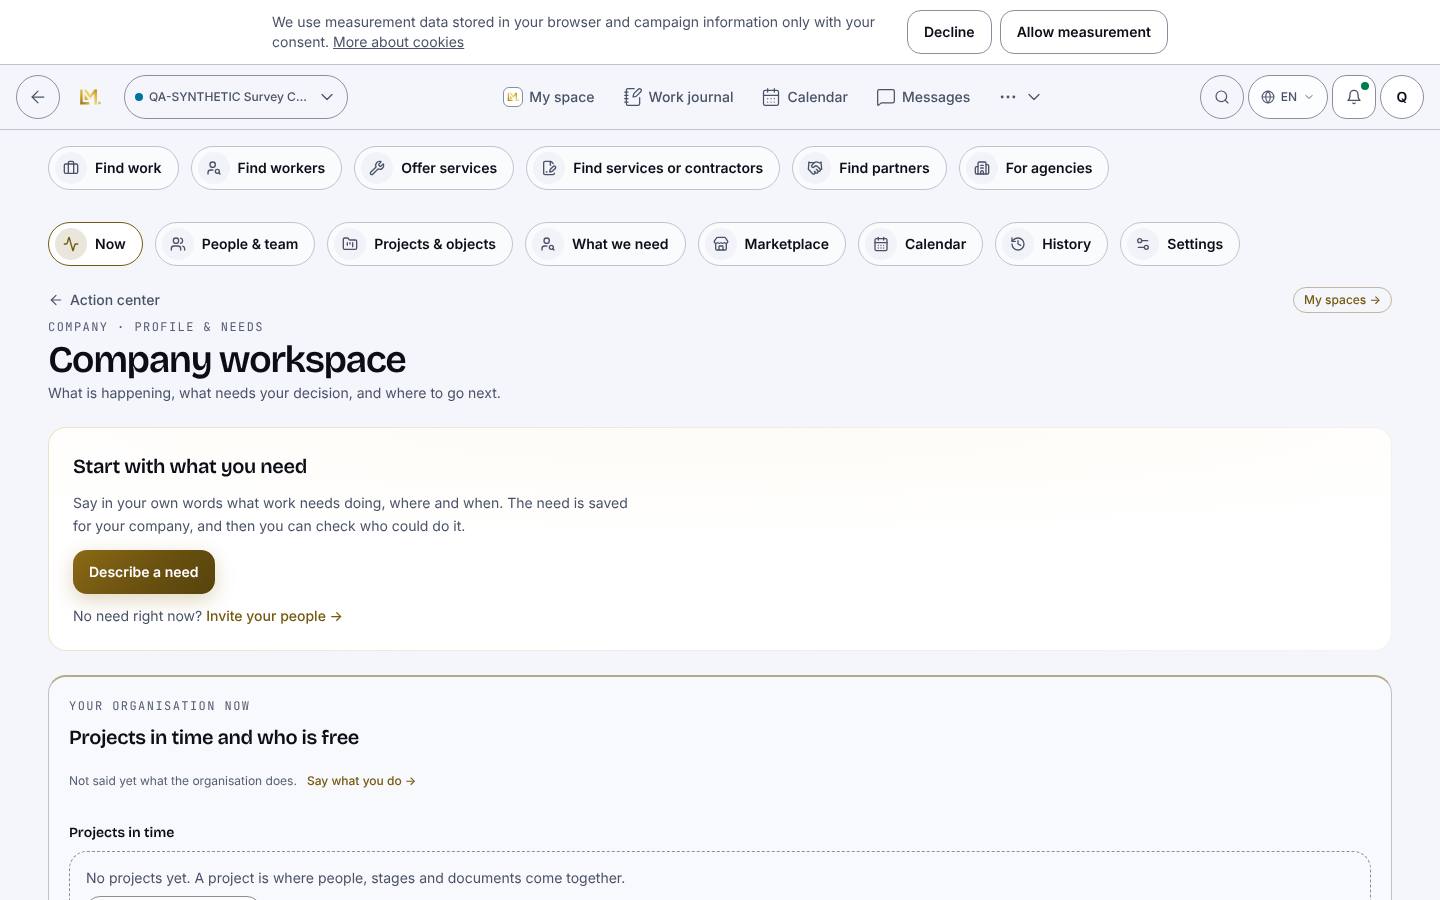 We use measurement data stored in your browser and campaign information only with your
consent. More about cookies
Decline
Allow measurement
LM.
QA-SYNTHETIC Survey C...
My space
Work journal
Calendar
Messages
EN
Q
Find work
Find workers
Offer services
Find services or contractors
Find partners
For agencies
Now
People & team
Projects & objects
What we need
Marketplace
Calendar
History
Settings
Action center
My spaces →
COMPANY · PROFILE & NEEDS
Company workspace
What is happening, what needs your decision, and where to go next.
Start with what you need
Say in your own words what work needs doing, where and when. The need is saved
for your company, and then you can check who could do it.
Describe a need
No need right now? Invite your people →
YOUR ORGANISATION NOW
Projects in time and who is free
Not said yet what the organisation does. Say what you do →
Projects in time
No projects yet. A project is where people, stages and documents come together.